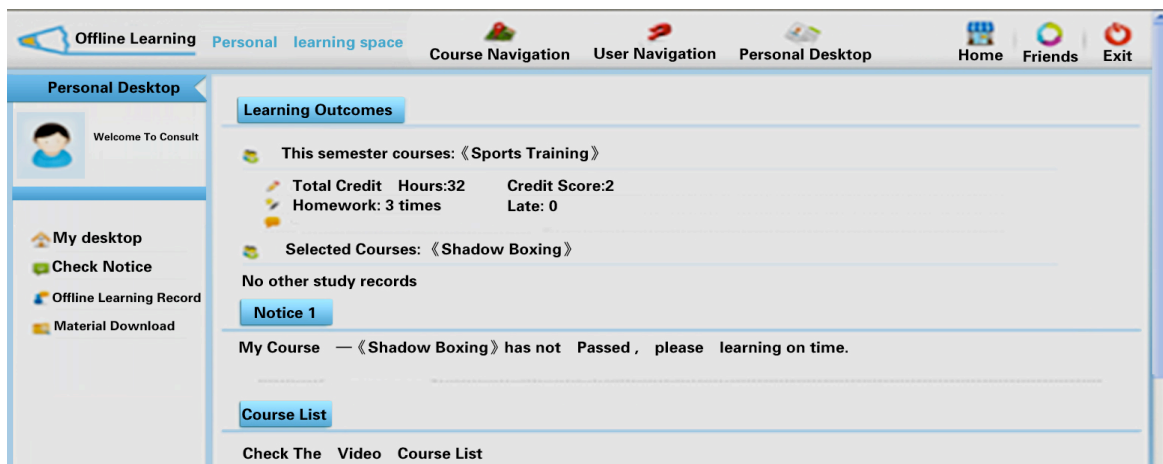 Offline Learning Personal learning space Course Navigation User Navigation Personal Desktop Home Friends Exit
Personal Desktop
Welcome To Consult
My desktop
Check Notice
Offline Learning Record
Material Download
Learning Outcomes
This semester courses:《Sports Training》
Total Credit Hours:32 Credit Score:2
Homework: 3 times Late: 0
Selected Courses: 《Shadow Boxing》
No other study records
Notice 1
My Course —《Shadow Boxing》has not Passed , please learning on time.
Course List
Check The Video Course List